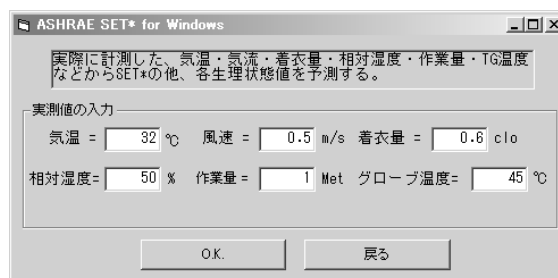 ASHRAE SET* for Windows
実際に計測した、気温・気流・着衣量・相対湿度・作業量・TG温度
などからSET*の他、各生理状態値を予測する。
実測値の入力
気温 = 32 ℃ 風速 = 0.5 m/s 着衣量 = 0.6 clo
相対湿度= 50 % 作業量 = 1 Met グローブ温度= 45 ℃
O.K. 戻る